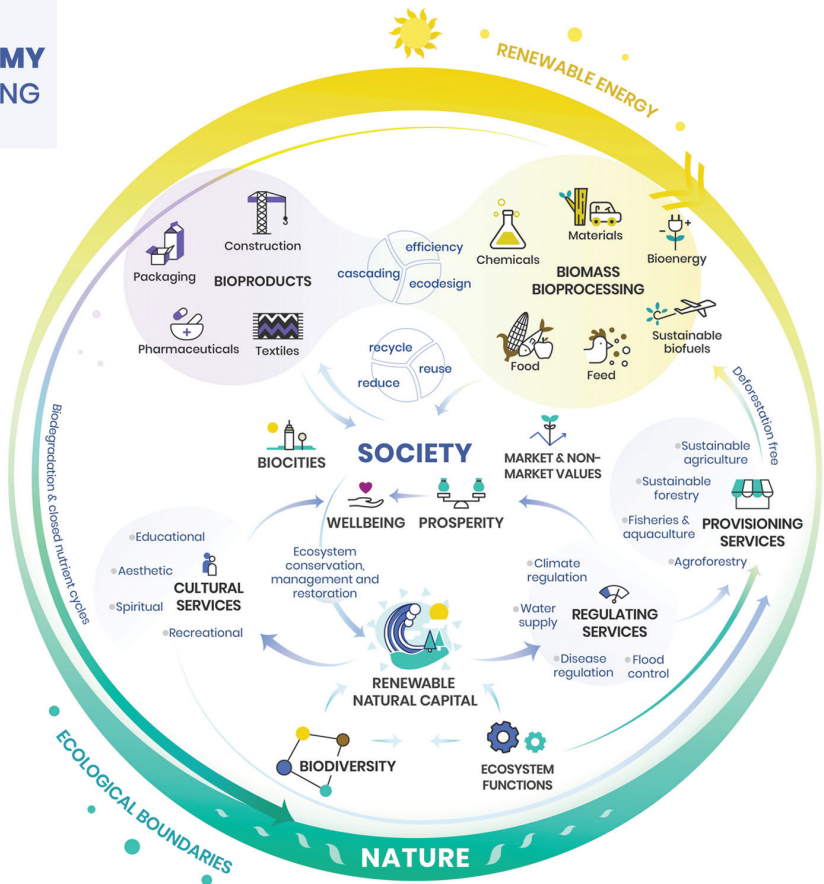 MY
NG
RENEWABLE ENERGY
Construction
Packaging
BIOPRODUCTS
Pharmaceuticals
Textiles
efficiency
cascading
ecodesign
Chemicals
Materials
Bioenergy
BIOMASS
BIOPROCESSING
Sustainable
biofuels
Food
Feed
recycle
reuse
reduce
Deforestation free
Biodegradation & closed nutrient cycles
BIOCITIES
SOCIETY
MARKET & NON-
MARKET VALUES
WELLBEING
PROSPERITY
Sustainable
agriculture
Sustainable
forestry
Fisheries &
aquaculture
Agroforestry
PROVISIONING
SERVICES
Educational
Aesthetic
Spiritual
Recreational
CULTURAL
SERVICES
Ecosystem
conservation,
management and
restoration
Climate
regulation
Water
supply
Disease
regulation
Flood
control
REGULATING
SERVICES
RENEWABLE
NATURAL CAPITAL
BIODIVERSITY
ECOSYSTEM
FUNCTIONS
ECOLOGICAL BOUNDARIES
NATURE